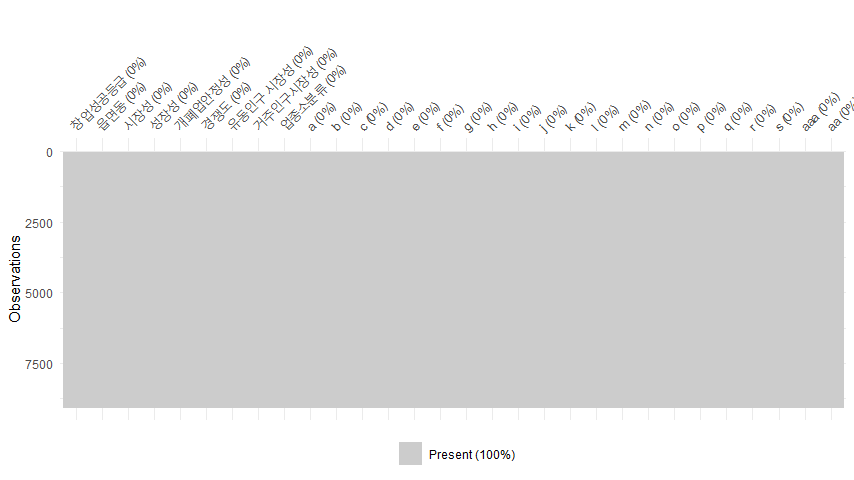 창업성공등급 (0%)
읍면동 (0%)
시장성 (0%)
성장성 (0%)
개폐업안정성 (0%)
경쟁도 (0%)
유동인구 시장성 (0%)
거주인구시장성 (0%)
업종소분류 (0%)
a (0%)
b (0%)
c (0%)
d (0%)
e (0%)
f (0%)
g (0%)
h (0%)
i (0%)
j (0%)
k (0%)
l (0%)
m (0%)
n (0%)
o (0%)
p (0%)
q (0%)
r (0%)
s (0%)
aaa (0%)
aa (0%
0
2500
5000
7500
Observations
Present (100%)